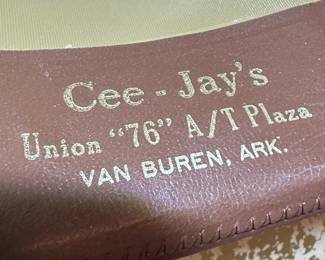 Cee - Jay's
Union "76" A/T Plaza
VAN BUREN, ARK.